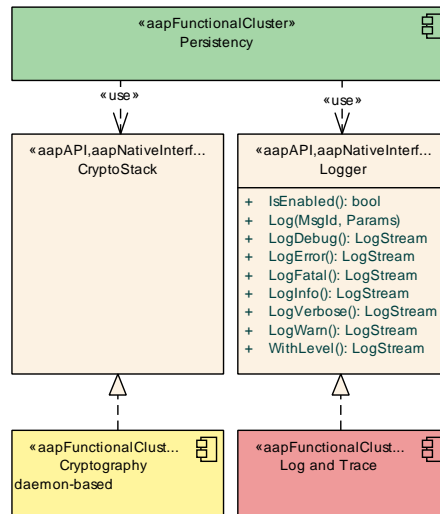 «aapFunctionalCluster»
Persistency
«use»
«use»
«aapAPI,aapNativeInterf...
CryptoStack
«aapAPI,aapNativeInterf...
Logger
+ IsEnabled(): bool
+ Log(MsgId, Params)
+ LogDebug(): LogStream
+ LogError(): LogStream
+ LogFatal(): LogStream
+ LogInfo(): LogStream
+ LogVerbose(): LogStream
+ LogWarn(): LogStream
+ WithLevel(): LogStream
«aapFunctionalClust...
Cryptography
daemon-based
«aapFunctionalClust...
Log and Trace